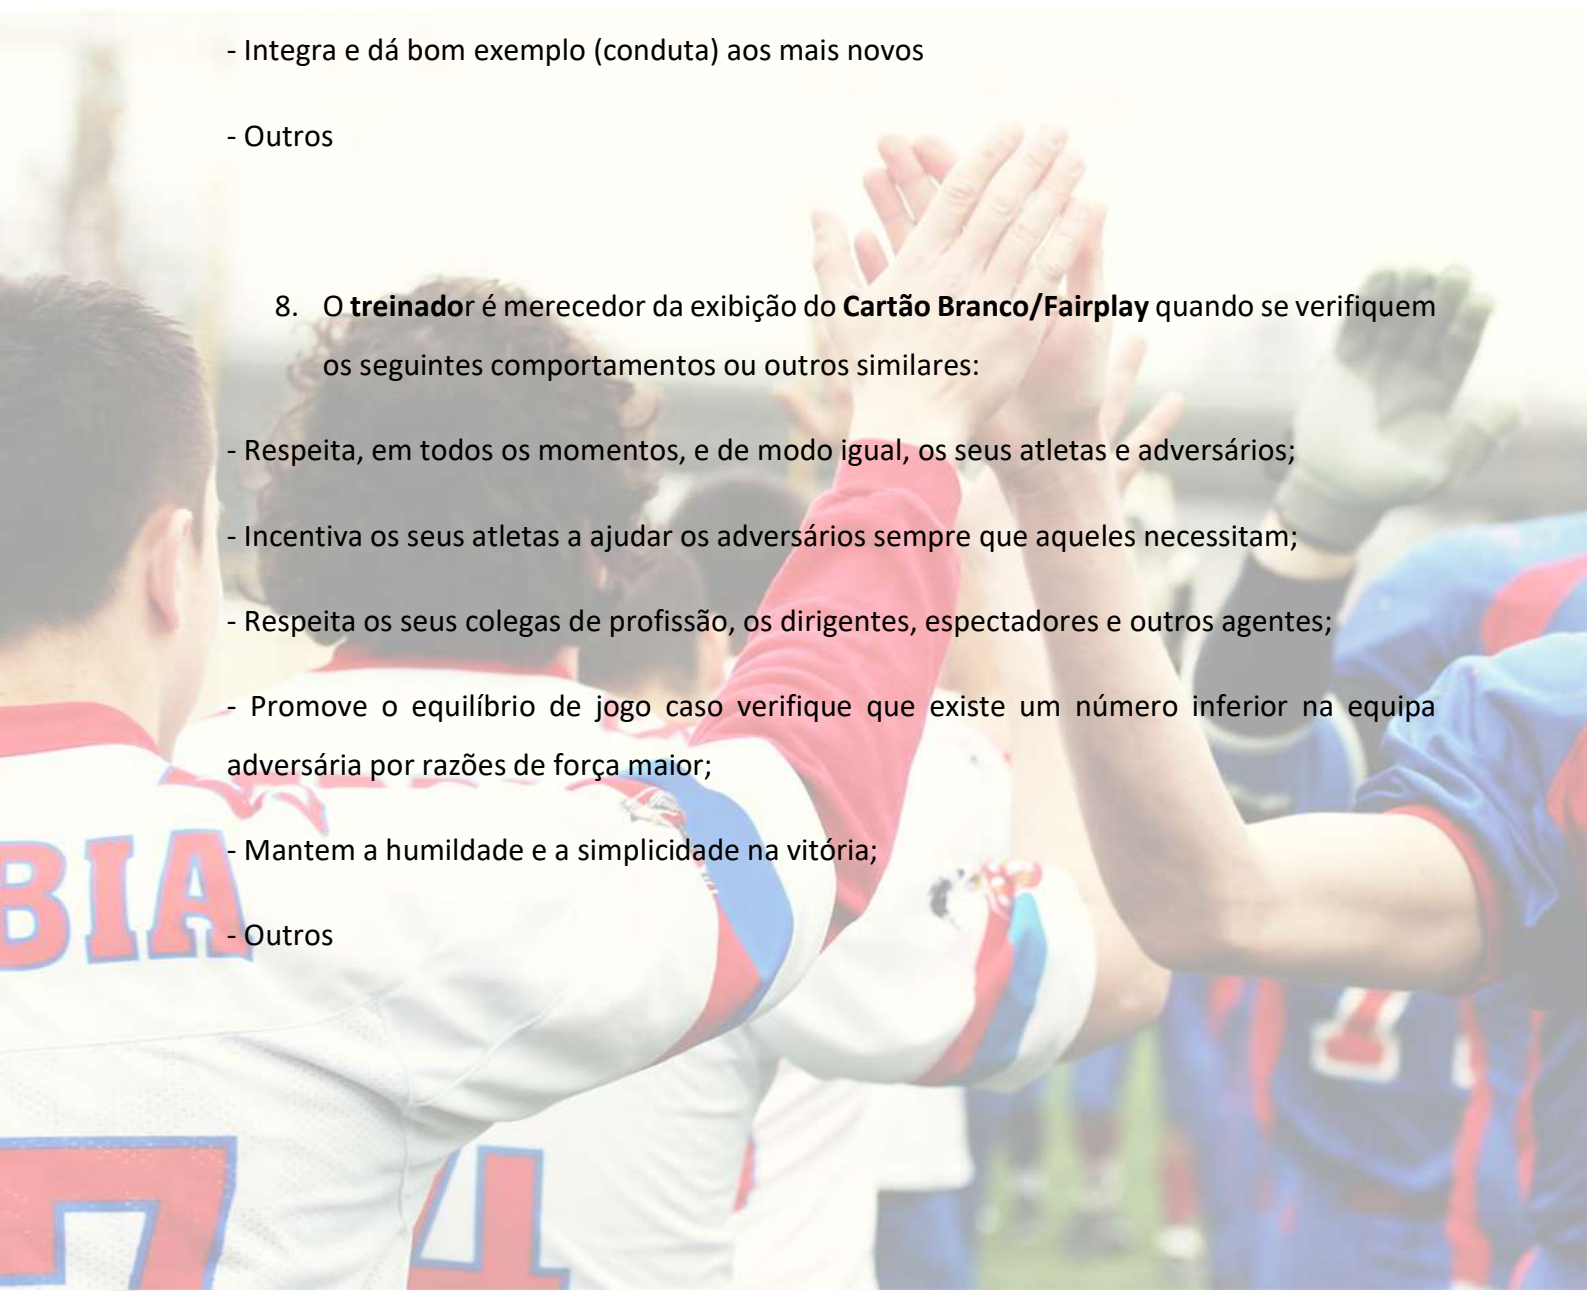 - Integra e dá bom exemplo (conduta) aos mais novos
- Outros
8. O treinador é merecedor da exibição do Cartão Branco/Fairplay quando se verifiquem
os seguintes comportamentos ou outros similares:
- Respeita, em todos os momentos, e de modo igual, os seus atletas e adversários;
- Incentiva os seus atletas a ajudar os adversários sempre que aqueles necessitam;
- Respeita os seus colegas de profissão, os dirigentes, espectadores e outros agentes;
- Promove o equilíbrio de jogo caso verifique que existe um número inferior na equipa
adversária por razões de força maior;
- Mantem a humildade e a simplicidade na vitória;
BIA
- Outros
7
7
4